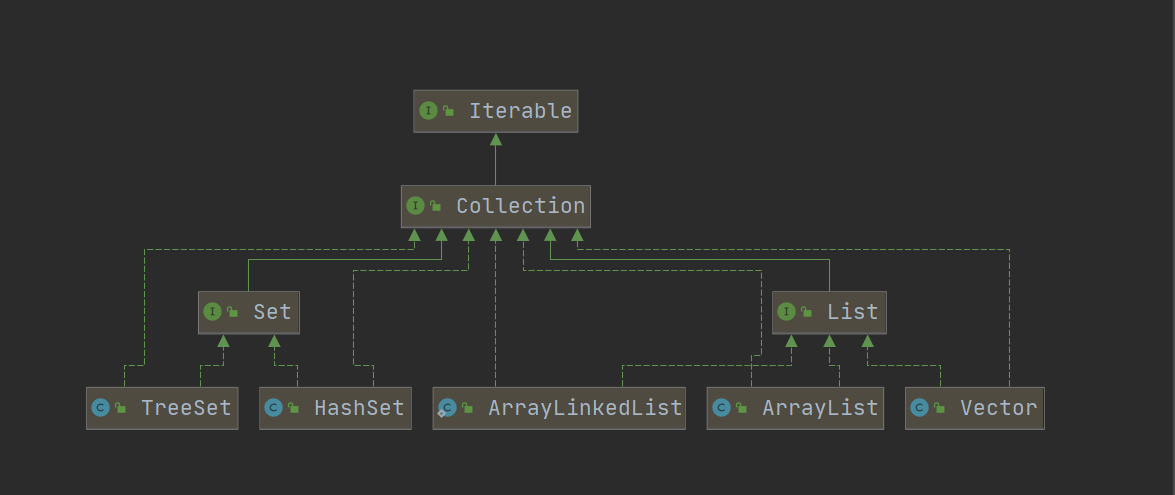 I Iterable
I Collection
I Set
I List
C TreeSet
C HashSet
C ArrayLinkedList
C ArrayList
C Vector